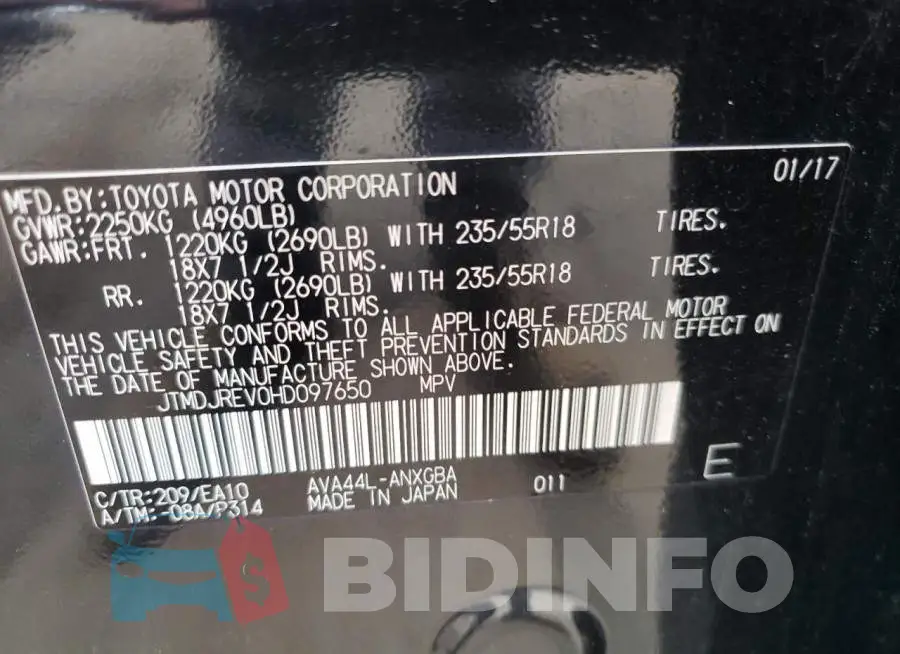 01/17
MFD.BY:TOYOTA MOTOR CORPORATION
GVWR:2250KG (4960LB)
GAWR:FRT. 1220KG (2690LB) WITH 235/55R18 TIRES.
18X7 1/2J RIMS.
RR. 1220KG (2690LB) WITH 235/55R18 TIRES.
18X7 1/2J RIMS.
THIS VEHICLE CONFORMS TO ALL APPLICABLE FEDERAL MOTOR
VEHICLE SAFETY AND THEFT PREVENTION STANDARDS IN EFFECT ON
THE DATE OF MANUFACTURE SHOWN ABOVE.
JTMDJREV0HD097650 MPV
E
C/TR:209/EA10 AVA44L-ANXGBA 011
A/TM:-08A/P314 MADE IN JAPAN
$ BIDINFO